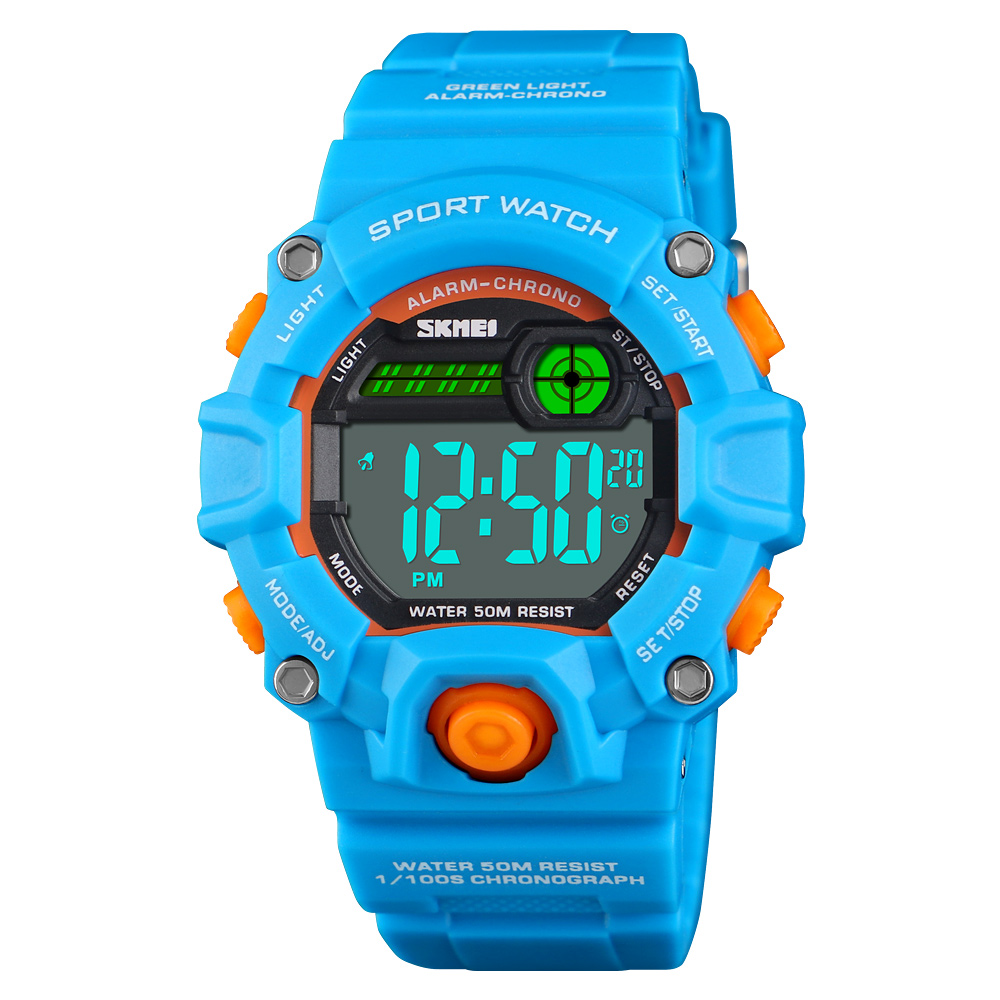 GREEN LIGHT
ALARM-CHRONO
SPORT WATCH
ALARM-CHRONO
SKMEI
LIGHT
SET/START
LIGHT
ST/STOP
12:50 20
PM
MODE
RESET
MODE/ADJ
SET/STOP
WATER 50M RESIST
WATER 50M RESIST
1/100S CHRONOGRAPH